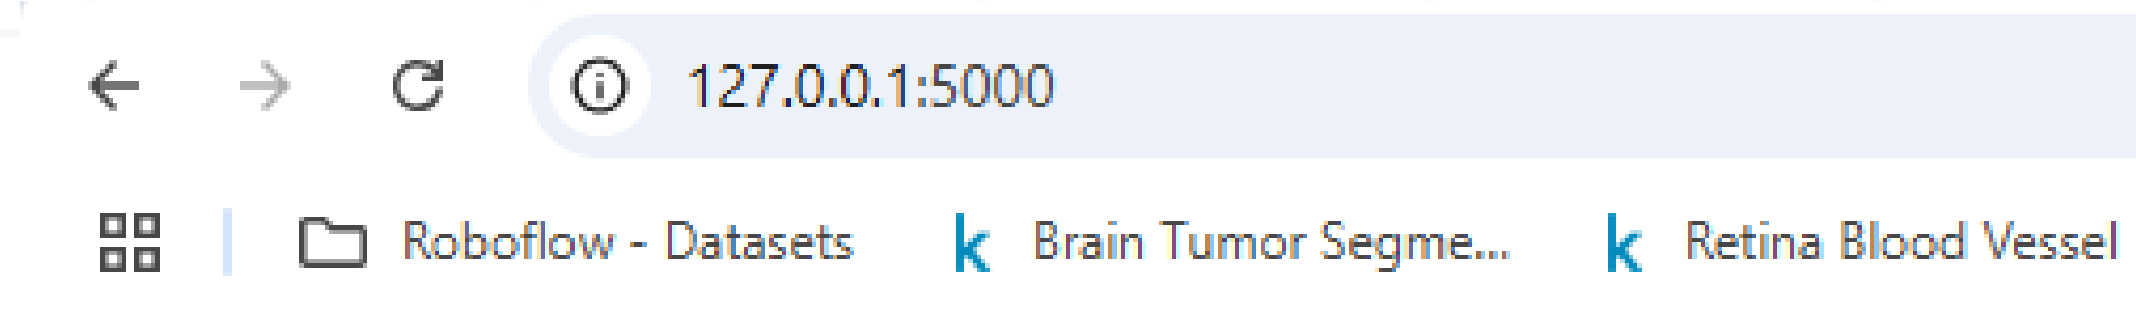 127.0.0.1:5000
Roboflow - Datasets k Brain Tumor Segme... k Retina Blood Vessel